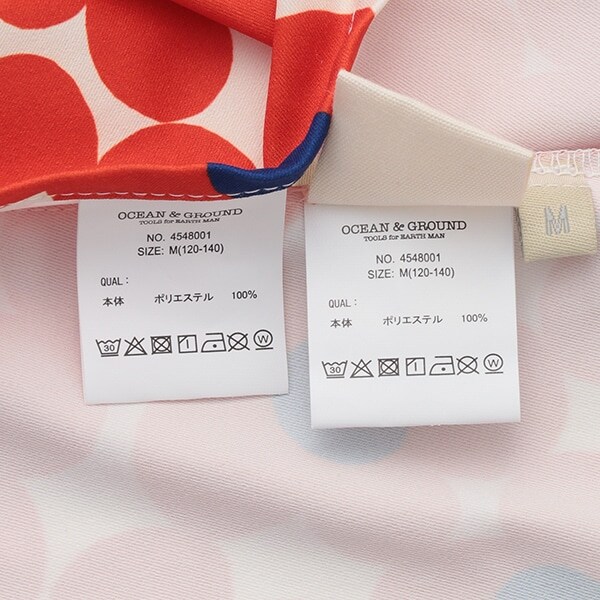 OCEAN & GROUND
TOOLS for EARTH MAN
NO. 4548001
SIZE: M(120-140)
QUAL:
本体 ポリエステル 100%
30
W
OCEAN & GROUND
TOOLS for EARTH MAN
NO. 4548001
SIZE: M(120-140)
QUAL:
本体 ポリエステル 100%
30
W
M